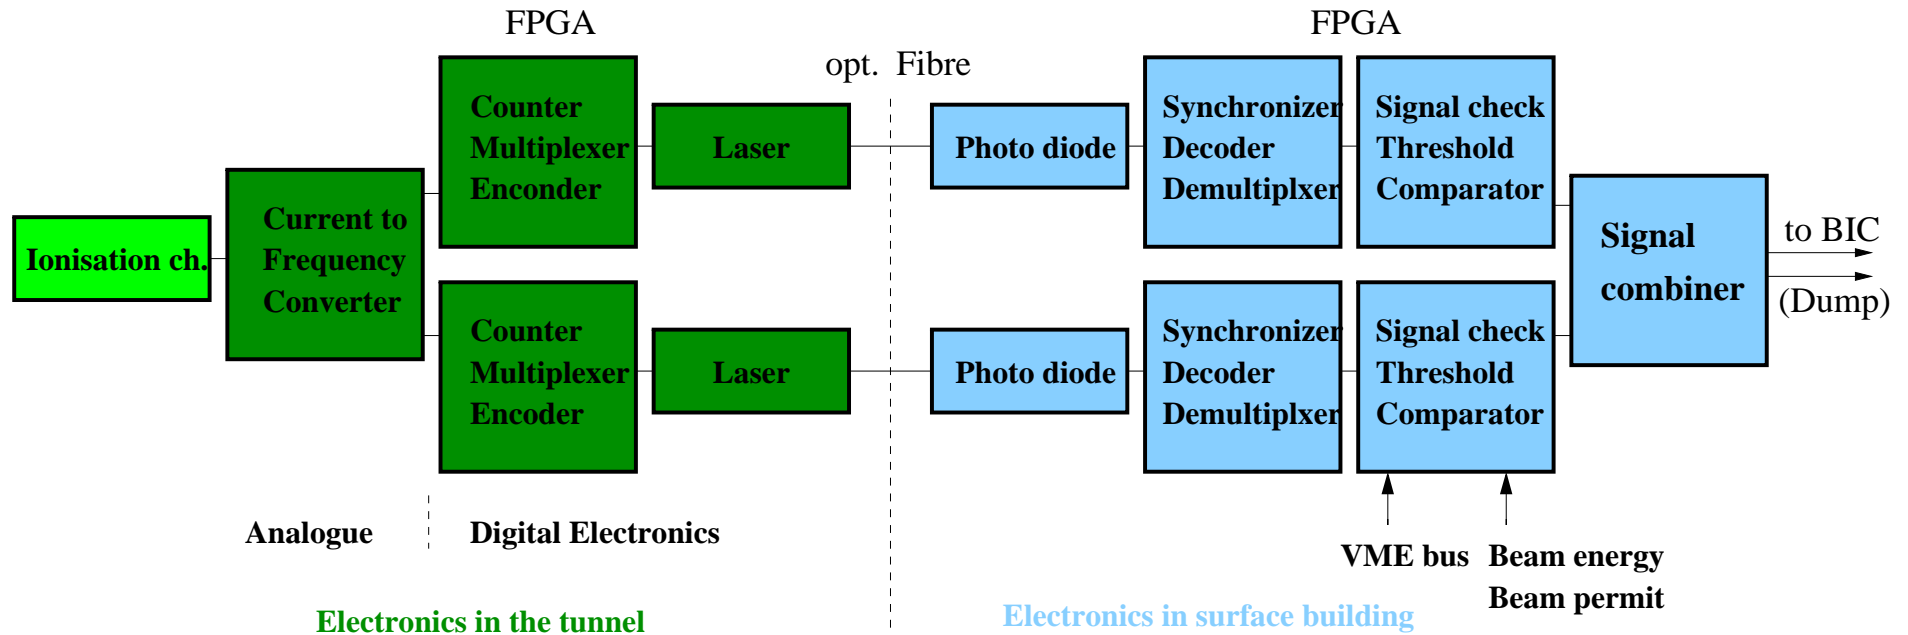 FPGA
FPGA
opt. Fibre
Ionisation ch.
Current to
Frequency
Converter
Counter
Multiplexer
Enconder
Laser
Photo diode
Synchronizer
Decoder
Demultiplxer
Signal check
Threshold
Comparator
Counter
Multiplexer
Encoder
Laser
Photo diode
Synchronizer
Decoder
Demultiplxer
Signal check
Threshold
Comparator
Signal
combiner
to BIC
(Dump)
Analogue
Digital Electronics
VME bus
Beam energy
Beam permit
Electronics in the tunnel
Electronics in surface building